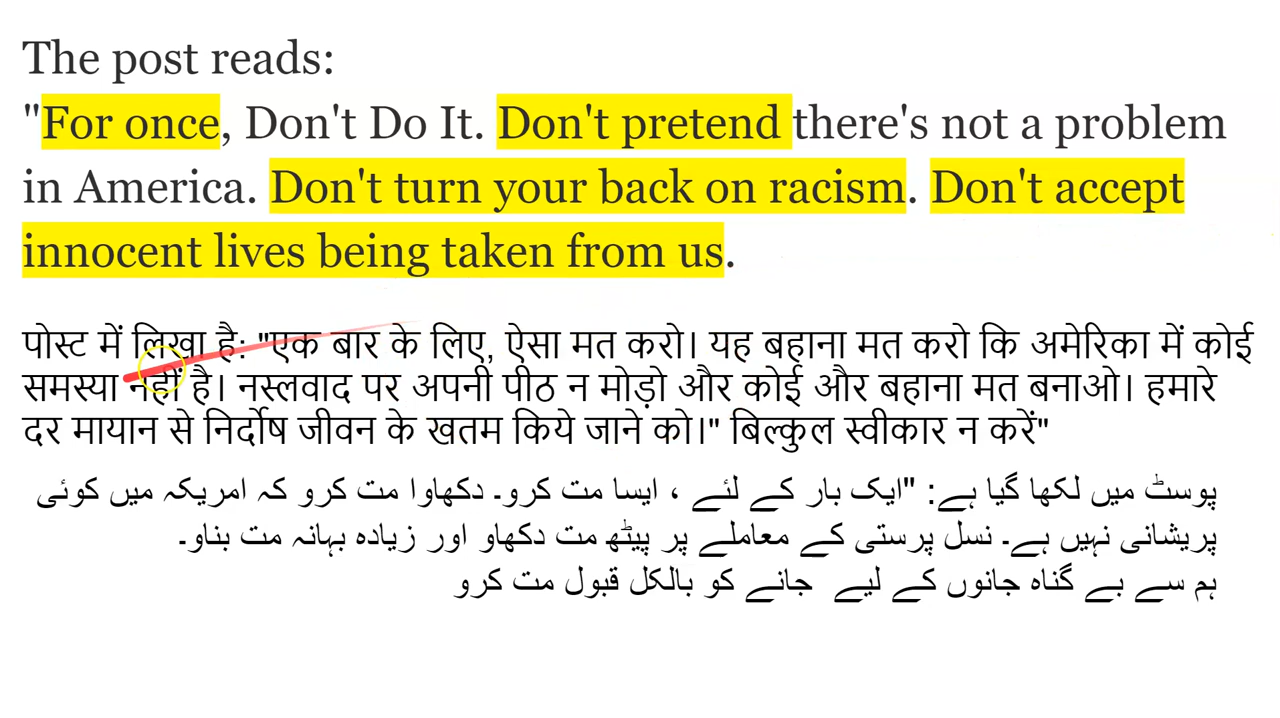 The post reads:
"For once, Don't Do It. Don't pretend there's not a problem
in America. Don't turn your back on racism. Don't accept
innocent lives being taken from us.
पोस्ट में लिखा है: "एक बार के लिए, ऐसा मत करो। यह बहाना मत करो कि अमेरिका में कोई
समस्या नहीं है। नस्लवाद पर अपनी पीठ न मोड़ो और कोई और बहाना मत बनाओ। हमारे
दर मायान से निर्दोष जीवन के खतम किये जाने को।" बिल्कुल स्वीकार न करें"
پوسٹ میں لکھا گیا ہے: "ایک بار کے لئے ، ایسا مت کرو۔ دکھاوا مت کرو کہ امریکہ میں کوئی
پریشانی نہیں ہے۔ نسل پرستی کے معاملے پر پیٹھ مت دکھاو اور زیادہ بہانہ مت بناو۔
ہم سے بے گناہ جانوں کے لیے جانے کو بالکل قبول مت کرو